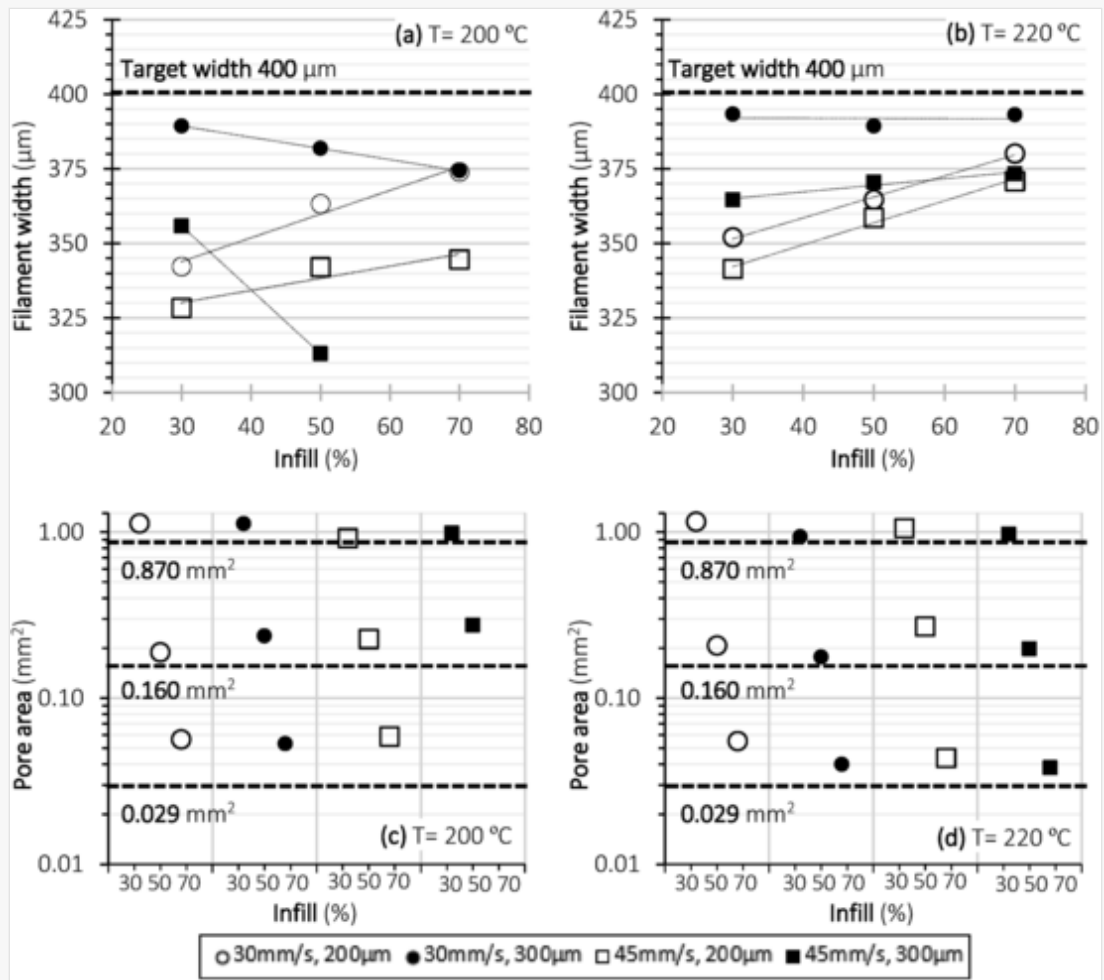 (a) T= 200 ºC
Target width 400 µm
Filament width (µm)
425
400
375
350
325
300
20 30 40 50 60 70 80
Infill (%)
(b) T= 220 ºC
Target width 400 µm
Filament width (µm)
425
400
375
350
325
300
20 30 40 50 60 70 80
Infill (%)
Pore area (mm²)
1.00
0.10
0.01
0.870 mm²
0.160 mm²
0.029 mm²
(c) T= 200 ºC
30 50 70 30 50 70 30 50 70 30 50 70
Infill (%)
Pore area (mm²)
1.00
0.10
0.01
0.870 mm²
0.160 mm²
0.029 mm²
(d) T= 220 ºC
30 50 70 30 50 70 30 50 70 30 50 70
Infill (%)
30mm/s, 200µm 30mm/s, 300µm 45mm/s, 200µm 45mm/s, 300µm